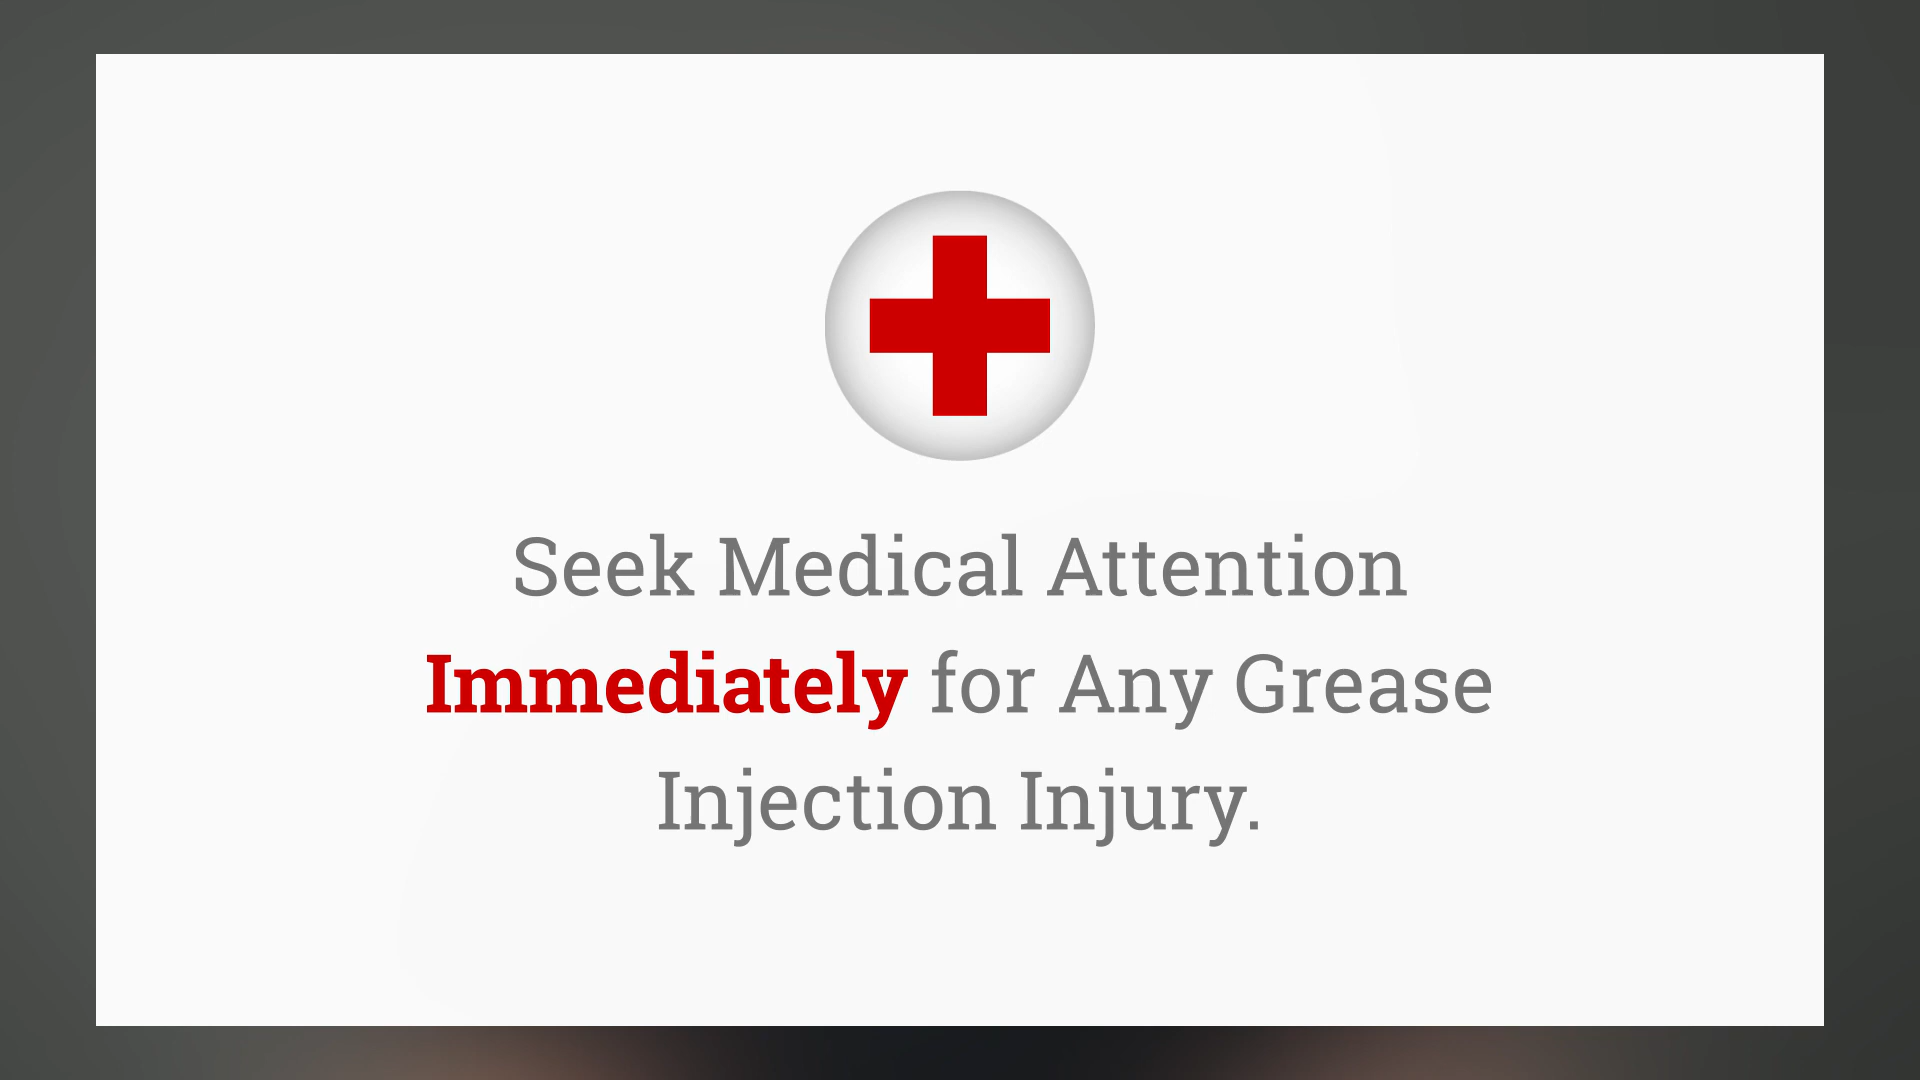 Seek Medical Attention
Immediately for Any Grease
Injection Injury.